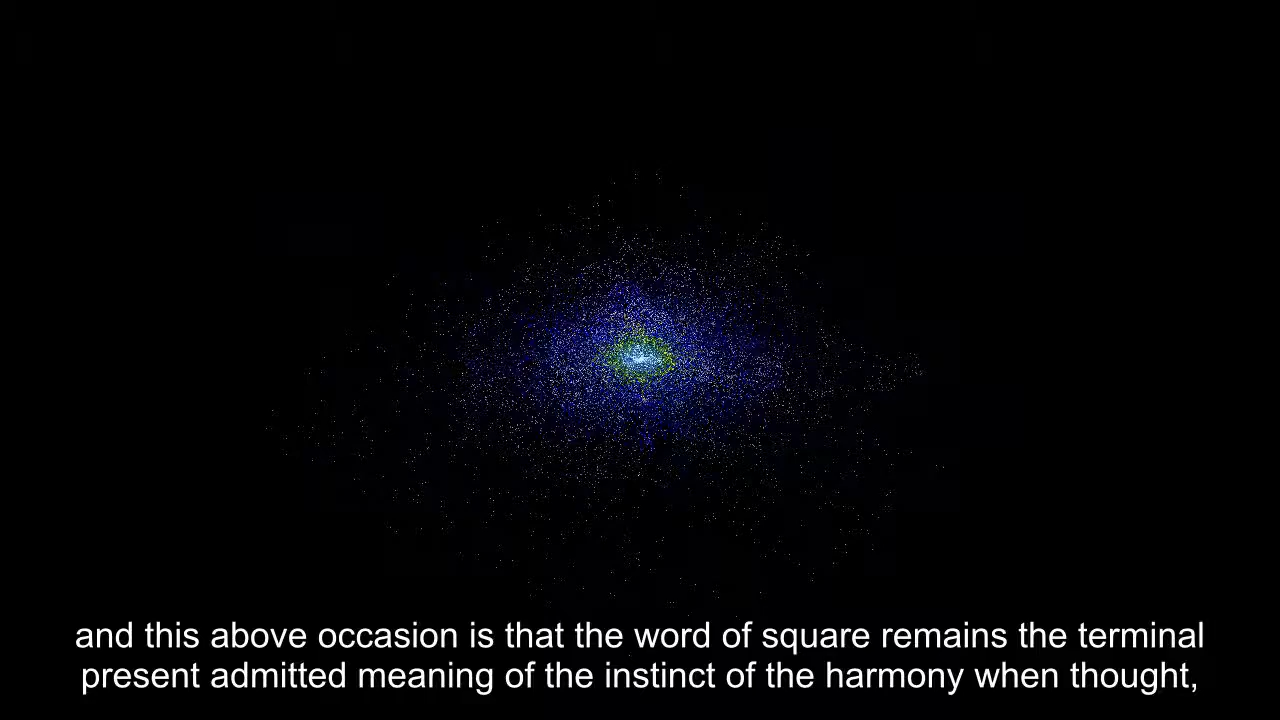 and this above occasion is that the word of square remains the terminal
present admitted meaning of the instinct of the harmony when thought,